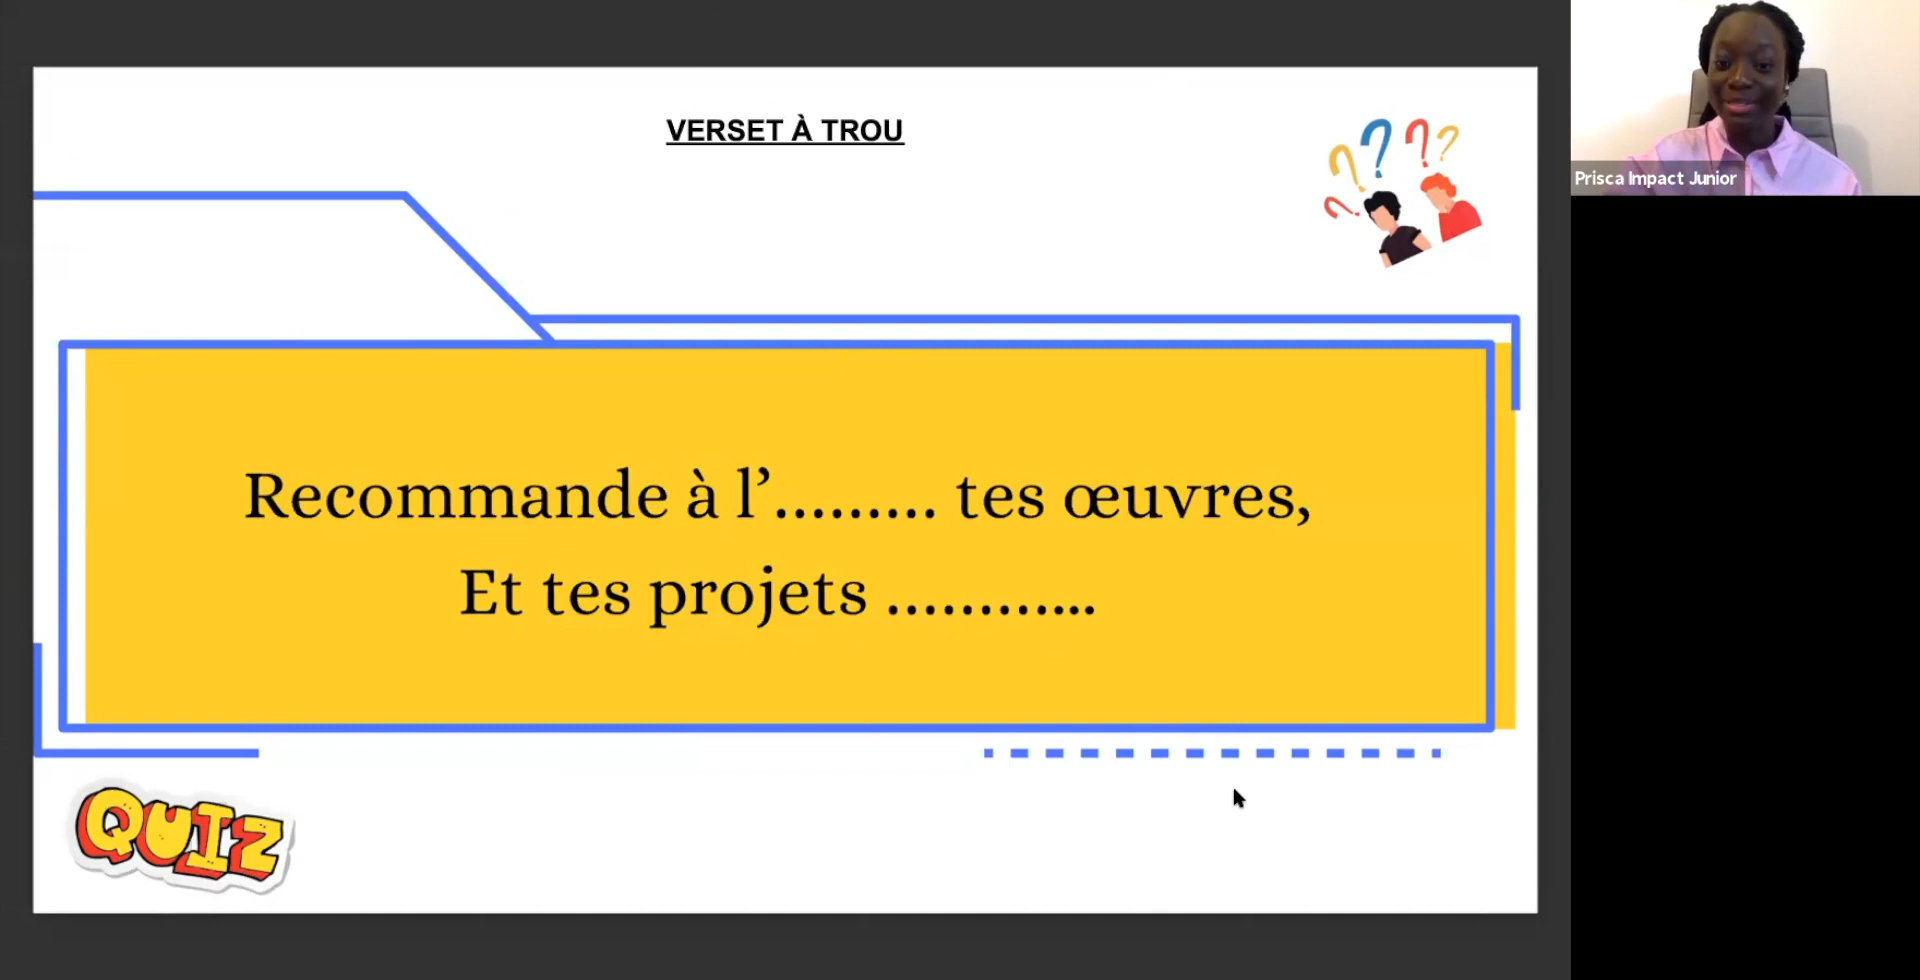 VERSET À TROU
Recommande à l’......... tes œuvres,
Et tes projets ............
QUIZ
Prisca Impact Junior